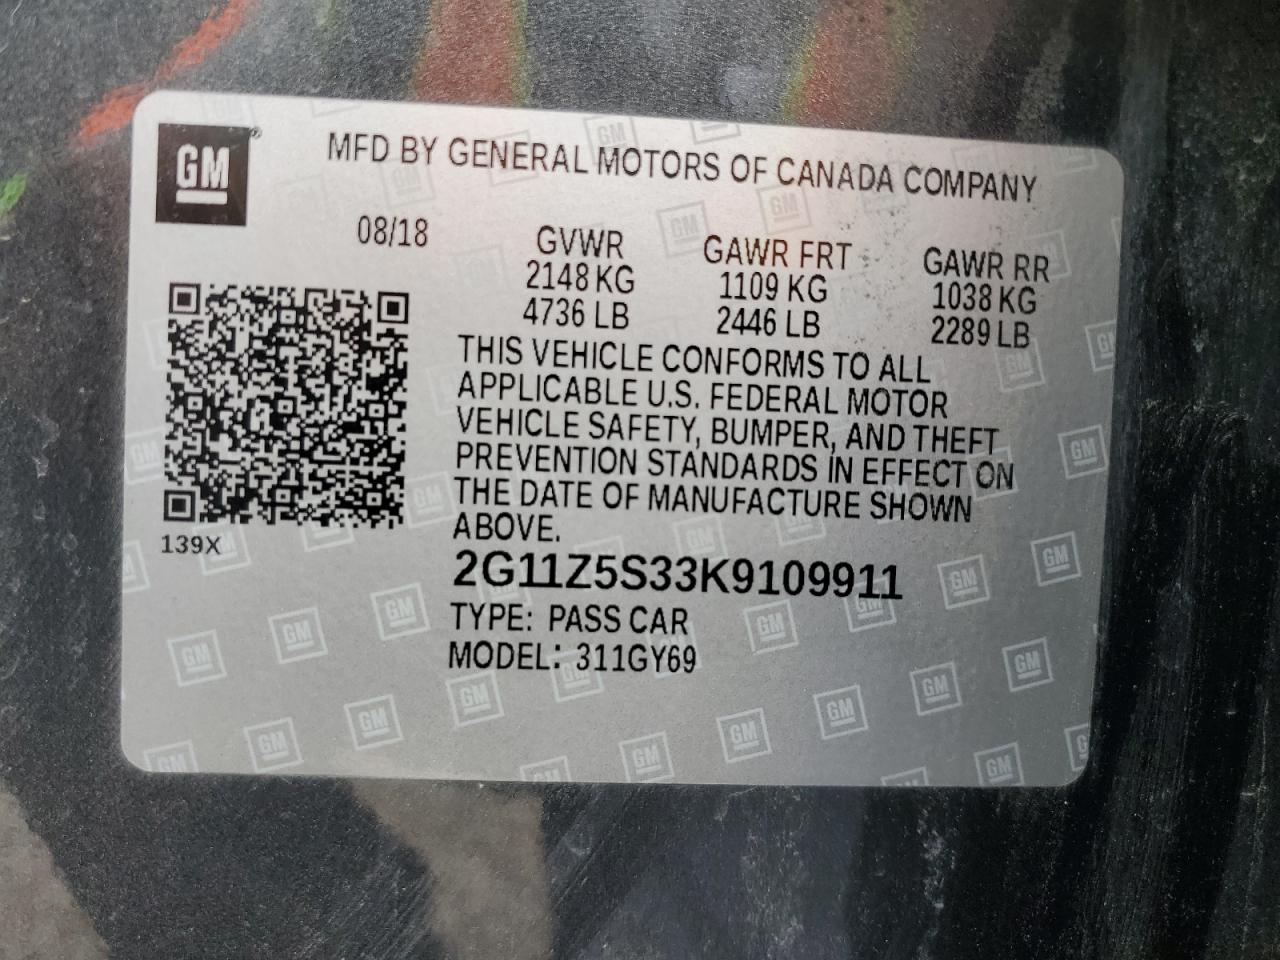 GM
MFD BY GENERAL MOTORS OF CANADA COMPANY
08/18
GVWR
2148 KG
4736 LB
GAWR FRT
1109 KG
2446 LB
GAWR RR
1038 KG
2289 LB
THIS VEHICLE CONFORMS TO ALL
APPLICABLE U.S. FEDERAL MOTOR
VEHICLE SAFETY, BUMPER, AND THEFT
PREVENTION STANDARDS IN EFFECT ON
THE DATE OF MANUFACTURE SHOWN
ABOVE.
139X
2G11Z5S33K9109911
TYPE: PASS CAR
MODEL: 311GY69